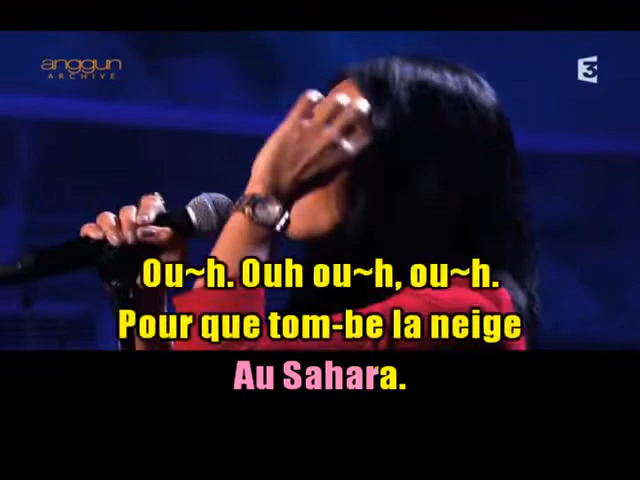 anggun
ARCHIVE
3
Ou~h. Ouh ou~h, ou~h.
Pour que tom-be la neige
Au Sahara.